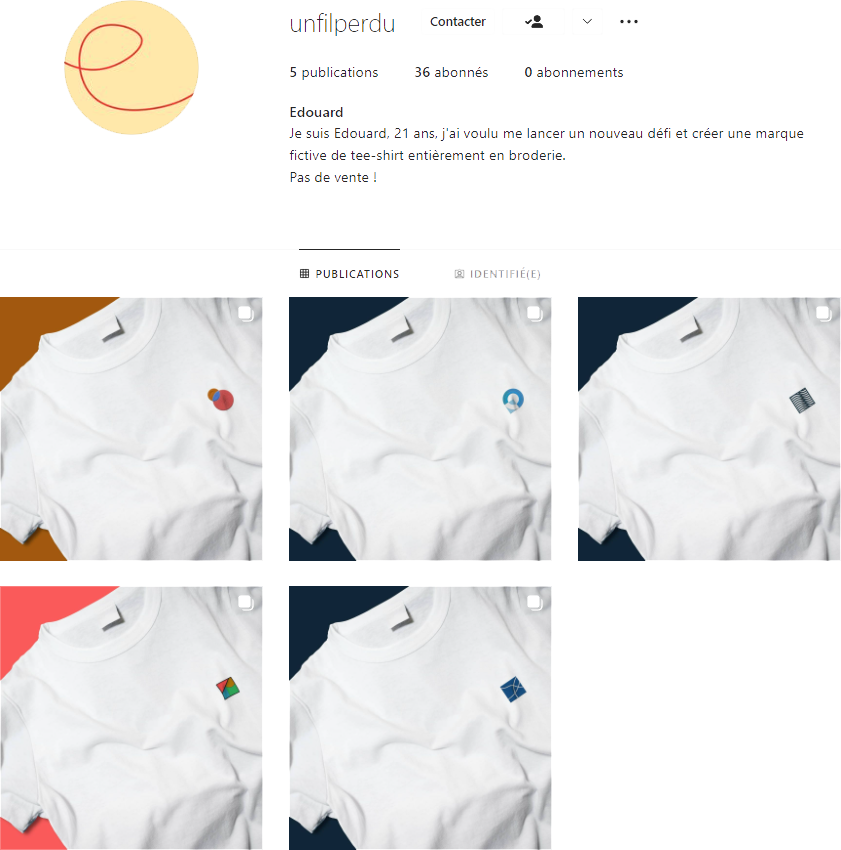 unfilperdu Contacter
5 publications 36 abonnés 0 abonnements
Edouard
Je suis Edouard, 21 ans, j'ai voulu me lancer un nouveau défi et créer une marque
fictive de tee-shirt entièrement en broderie.
Pas de vente !
PUBLICATIONS IDENTIFIÉ(E)